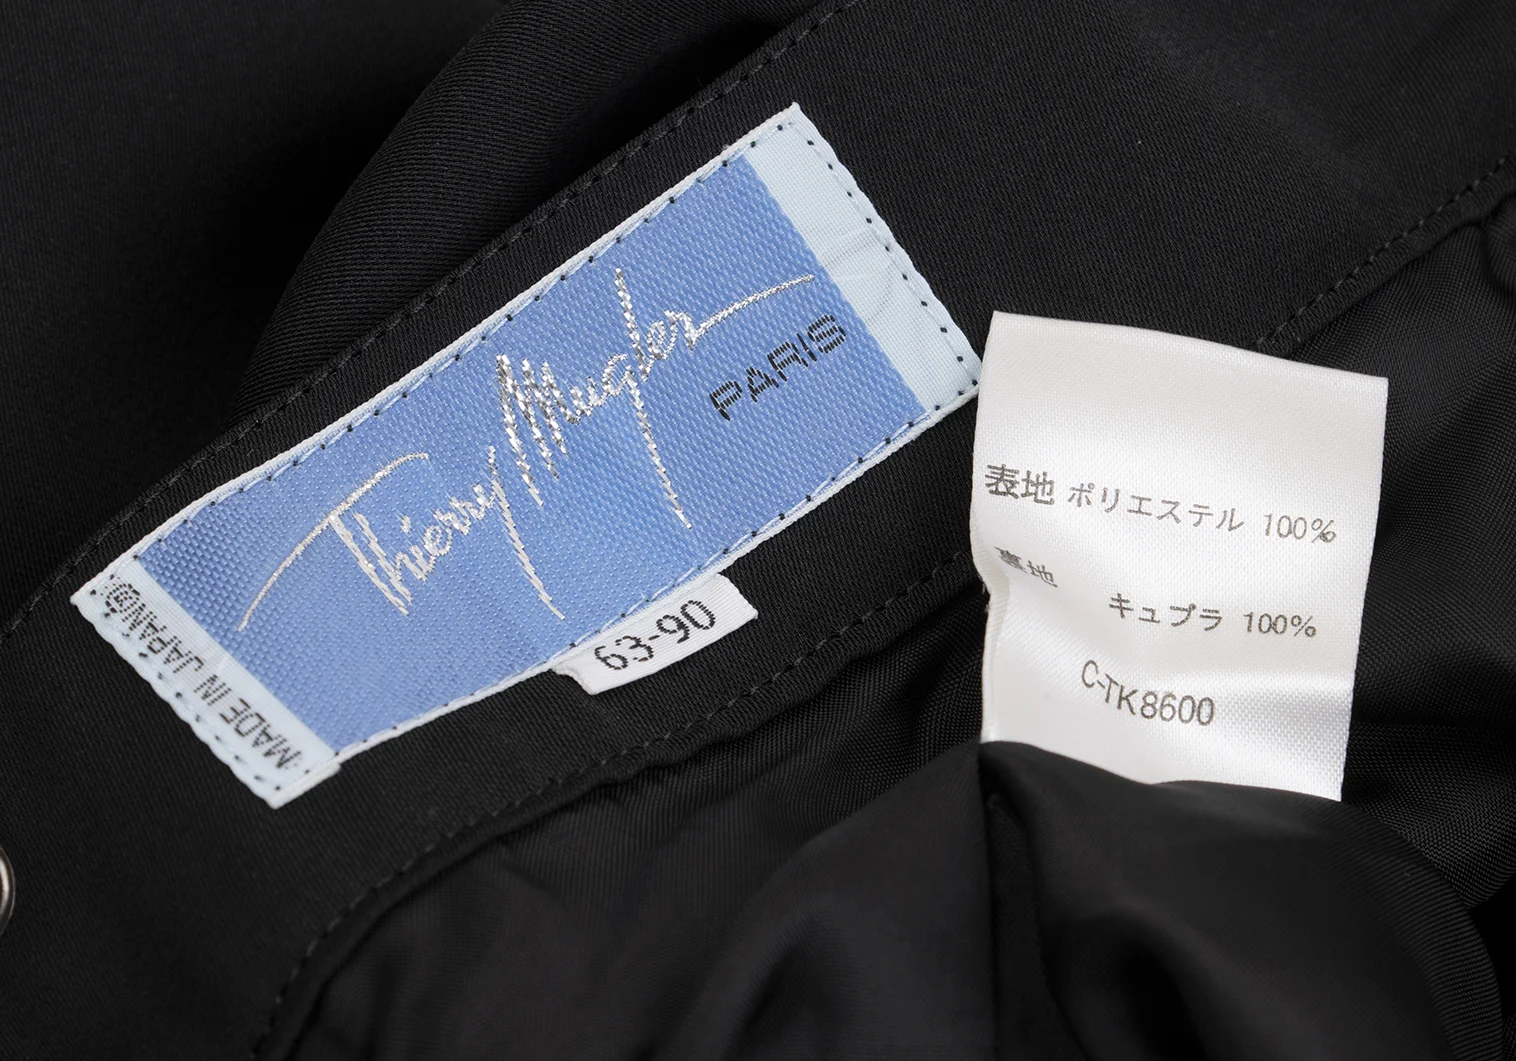 Thierry Mugler
PARIS
MADE IN JAPAN
63-90
表地 ポリエステル 100%
裏地
キュプラ 100%
C-TK8600